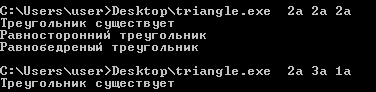 C:\Users\user>Desktop\triangle.exe  2a 2a 2a
Треугольник существует
Равносторонний треугольник
Равнобедреный треугольник
C:\Users\user>Desktop\triangle.exe  2a 3a 1a
Треугольник существует